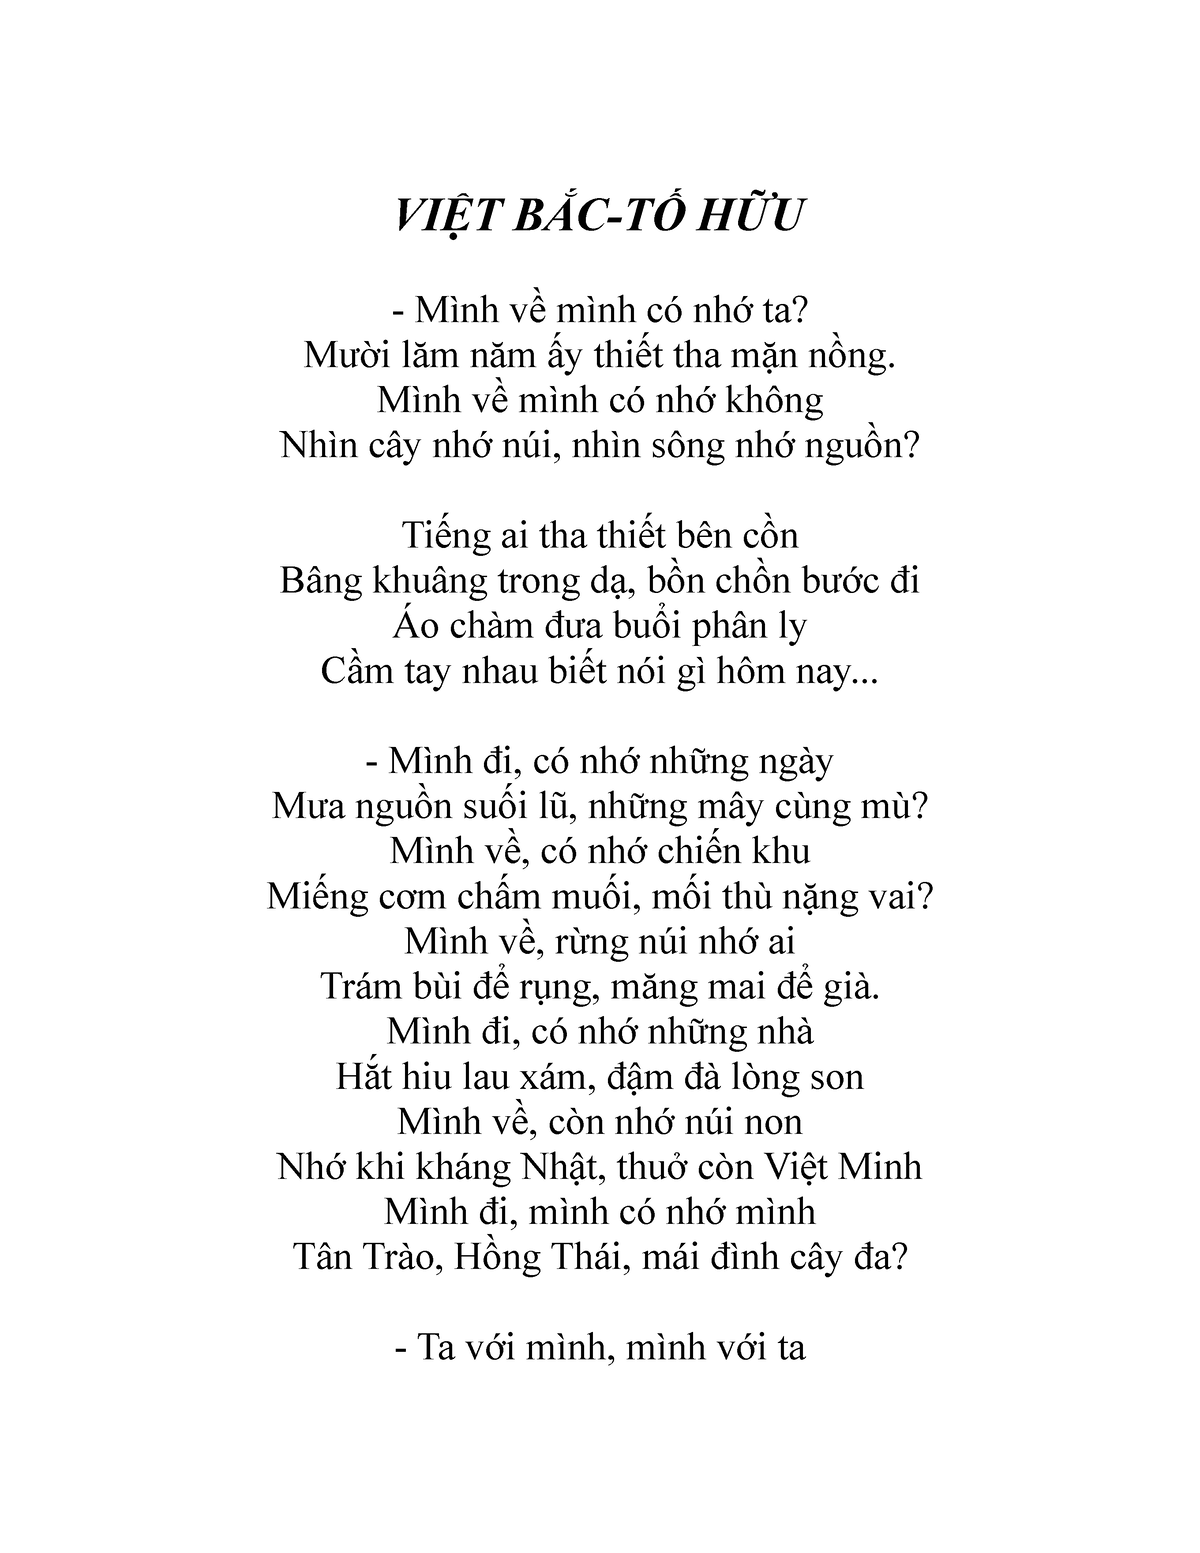 VIỆT BẮC-TỐ HỮU
- Mình về mình có nhớ ta?
Mười lăm năm ấy thiết tha mặn nồng.
Mình về mình có nhớ không
Nhìn cây nhớ núi, nhìn sông nhớ nguồn?
Tiếng ai tha thiết bên cồn
Bâng khuâng trong dạ, bồn chồn bước đi
Áo chàm đưa buổi phân ly
Cầm tay nhau biết nói gì hôm nay...
- Mình đi, có nhớ những ngày
Mưa nguồn suối lũ, những mây cùng mù?
Mình về, có nhớ chiến khu
Miếng cơm chấm muối, mối thù nặng vai?
Mình về, rừng núi nhớ ai
Trám bùi để rụng, măng mai để già.
Mình đi, có nhớ những nhà
Hắt hiu lau xám, đậm đà lòng son
Mình về, còn nhớ núi non
Nhớ khi kháng Nhật, thuở còn Việt Minh
Mình đi, mình có nhớ mình
Tân Trào, Hồng Thái, mái đình cây đa?
- Ta với mình, mình với ta